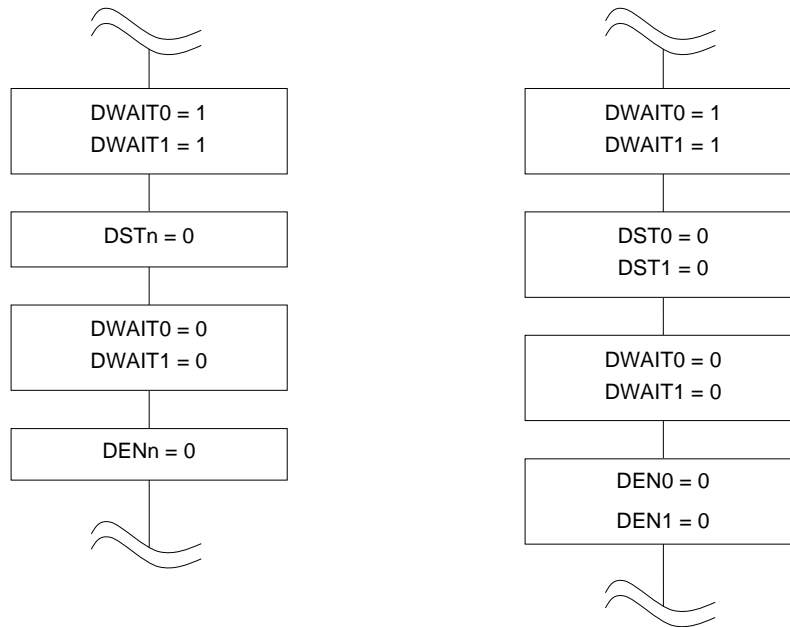 DWAIT0 = 1
DWAIT1 = 1
DSTn = 0
DWAIT0 = 0
DWAIT1 = 0
DENn = 0
DWAIT0 = 1
DWAIT1 = 1
DST0 = 0
DST1 = 0
DWAIT0 = 0
DWAIT1 = 0
DEN0 = 0
DEN1 = 0